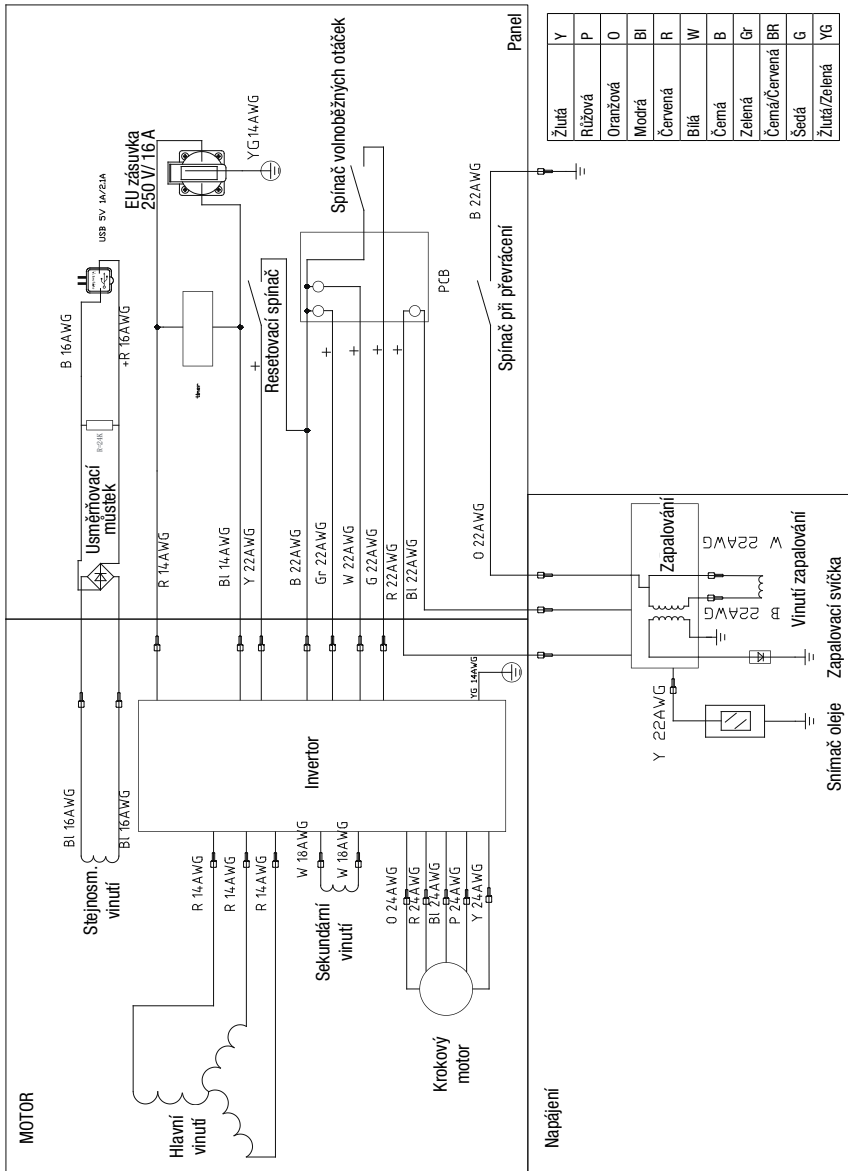 MOTOR
Panel
Napájení
Hlavní
vinutí
Stejnosm.
vinutí
Bl 16AWG
Bl 16AWG
R 14AWG
R 14AWG
R 14AWG
W 18AWG
W 18AWG
Sekundární
vinutí
O 24AWG
R 24AWG
Bl 24AWG
P 24AWG
Y 24AWG
Krokový
motor
Invertor
YG 14AWG
Usměrňovací
můstek
R=24K
B 16AWG
+R 16AWG
USB 5V 1A/2.1A
R 14AWG
Bl 14AWG
Y 22AWG
timer
EU zásuvka
250 V/ 16 A
YG 14AWG
+
Resetovací spínač
B 22AWG
Gr 22AWG
W 22AWG
G 22AWG
R 22AWG
Bl 22AWG
+
+
+
+
PCB
Spínač volnoběžných otáček
O 22AWG
Spínač při převrácení
B 22AWG
Zapalování
W 22AWG
B 22AWG
Vinutí zapalování
Zapalovací svíčka
Y 22AWG
Snímač oleje
Žlutá Y
Růžová P
Oranžová O
Modrá Bl
Červená R
Bílá W
Černá B
Zelená Gr
Černá/Červená BR
Šedá G
Žlutá/Zelená YG